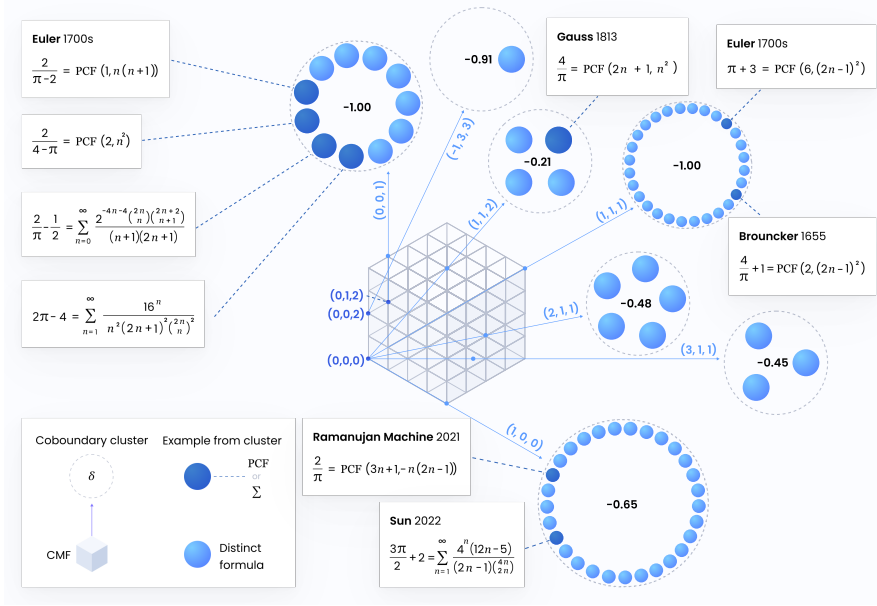 Euler 1700s
2/(π-2) = PCF (1, n(n+1))
2/(4-π) = PCF (2, n²)
2/π - 1/2 = ∑_{n=0}^{∞} 2^{-4n-4} (2n n)(2n+2 n+1) / ((n+1)(2n+1))
2π-4 = ∑_{n=1}^{∞} 16^n / (n²(2n+1)² (2n n)²)
-1.00
-0.91
Gauss 1813
4/π = PCF (2n + 1, n²)
-0.21
Euler 1700s
π+3 = PCF (6, (2n-1)²)
-1.00
Brouncker 1655
4/π + 1 = PCF (2, (2n-1)²)
(0, 0, 1)
(-1, 3, 3)
(1, 1, 2)
(1, 1, 1)
(0,1,2)
(0,0,2)
(0,0,0)
(2, 1, 1)
-0.48
(3, 1, 1)
-0.45
(1, 0, 0)
-0.65
Ramanujan Machine 2021
2/π = PCF (3n+1, -n(2n-1))
Sun 2022
3π/2 + 2 = ∑_{n=1}^{∞} 4^n (12n-5) / ((2n-1)(4n 2n))
Coboundary cluster
δ
CMF
Example from cluster
PCF
or
Σ
Distinct
formula